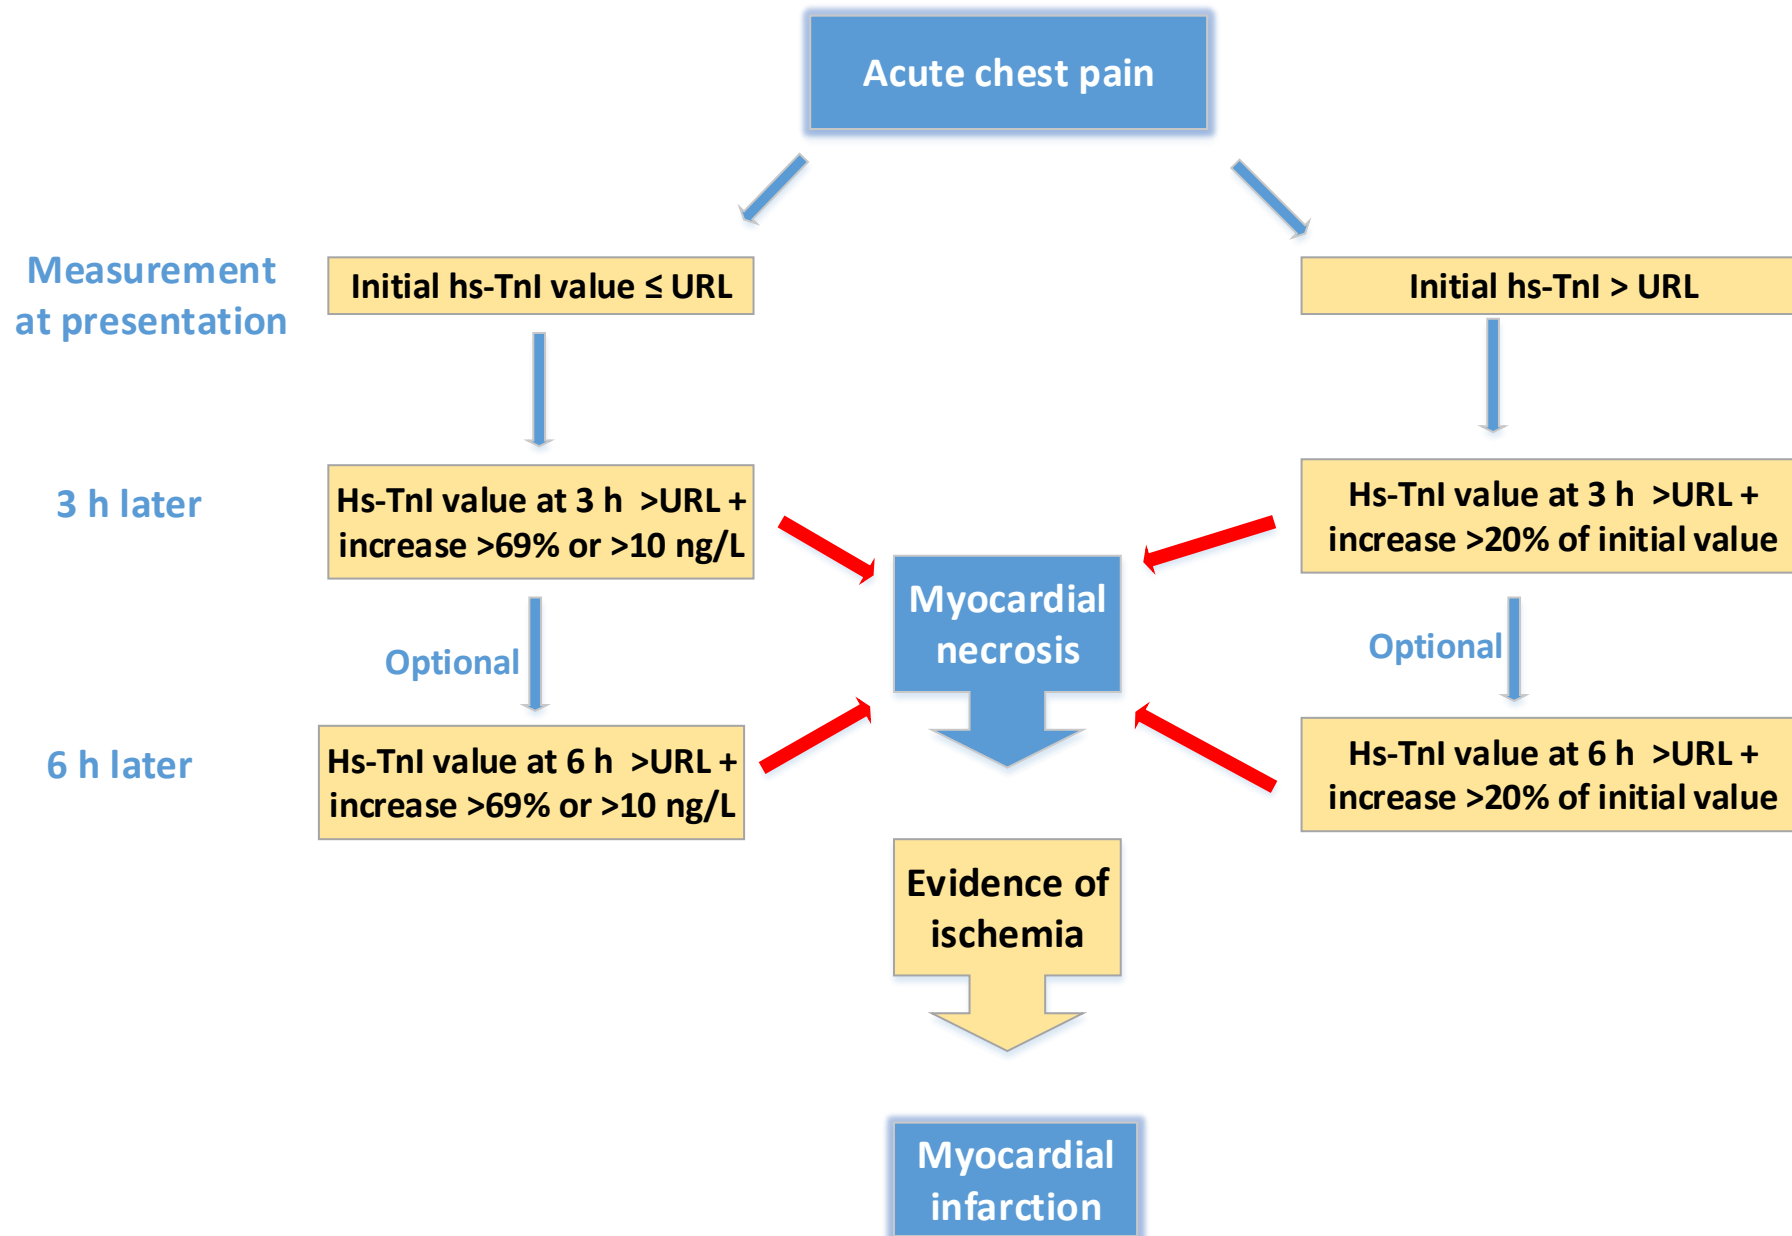 Acute chest pain
Measurement
at presentation
Initial hs-TnI value ≤ URL
Initial hs-TnI > URL
3 h later
Hs-TnI value at 3 h  >URL +
increase >69% or >10 ng/L
Hs-TnI value at 3 h  >URL +
increase >20% of initial value
Myocardial
necrosis
Optional
Optional
6 h later
Hs-TnI value at 6 h  >URL +
increase >69% or >10 ng/L
Hs-TnI value at 6 h  >URL +
increase >20% of initial value
Evidence of
ischemia
Myocardial
infarction